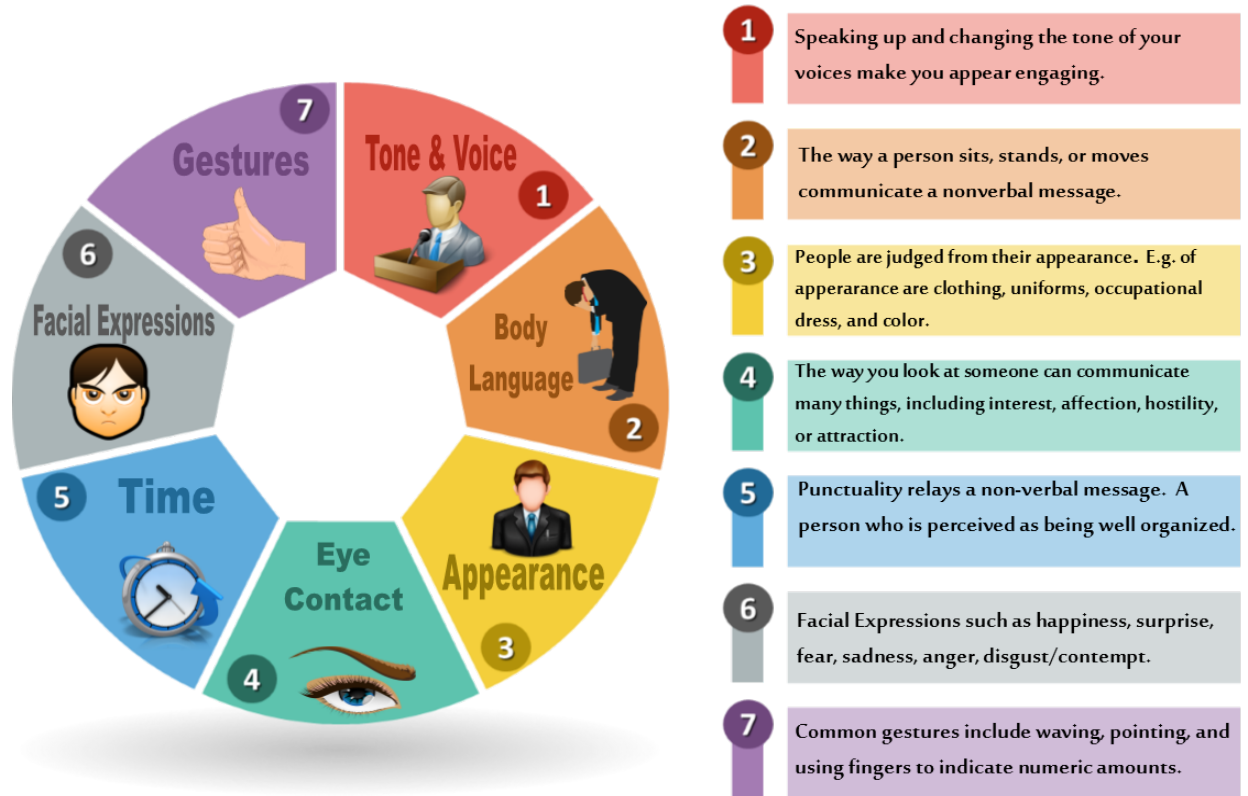 7
Gestures
Tone & Voice
1
6
Facial Expressions
Body
Language
2
5
Time
Eye
Contact
4
Appearance
3
1
Speaking up and changing the tone of your
voices make you appear engaging.
2
The way a person sits, stands, or moves
communicate a nonverbal message.
3
People are judged from their appearance. E.g. of
apperarance are clothing, uniforms, occupational
dress, and color.
4
The way you look at someone can communicate
many things, including interest, affection, hostility,
or attraction.
5
Punctuality relays a non-verbal message. A
person who is perceived as being well organized.
6
Facial Expressions such as happiness, surprise,
fear, sadness, anger, disgust/contempt.
7
Common gestures include waving, pointing, and
using fingers to indicate numeric amounts.